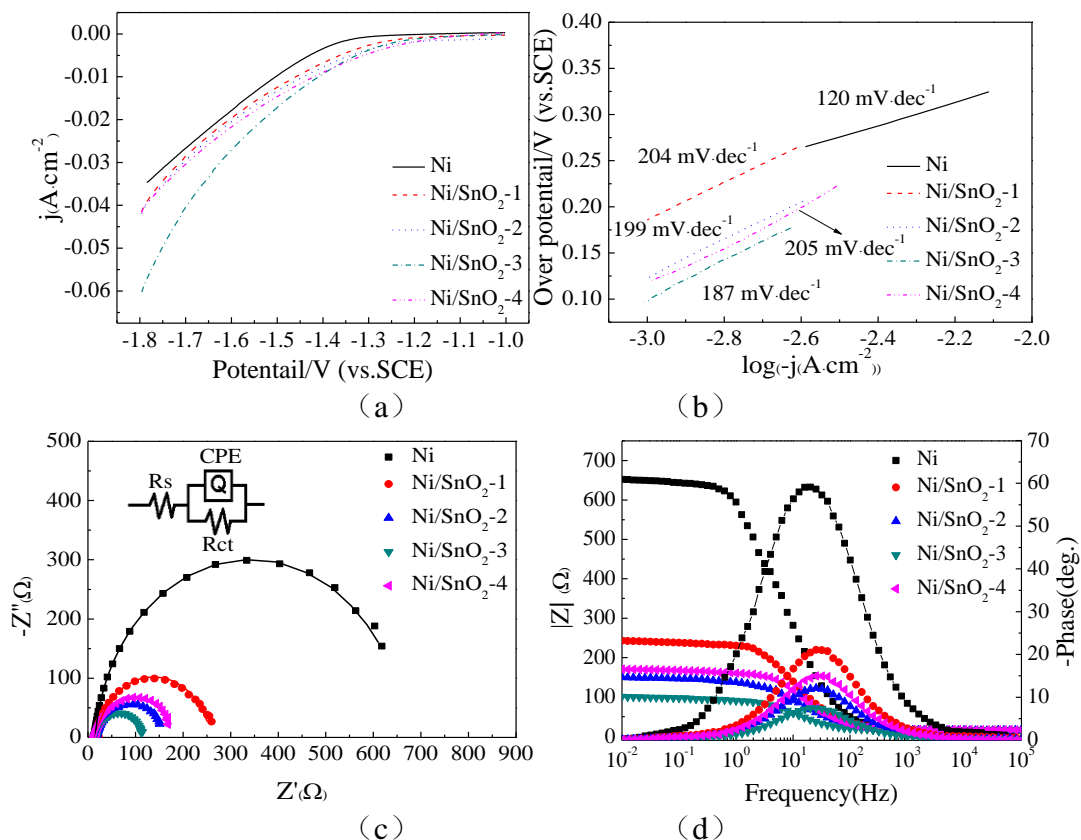 0.00
-0.01
-0.02
-0.03
-0.04
-0.05
-0.06
j(A·cm⁻²)
Ni
Ni/SnO₂-1
Ni/SnO₂-2
Ni/SnO₂-3
Ni/SnO₂-4
-1.8 -1.7 -1.6 -1.5 -1.4 -1.3 -1.2 -1.1 -1.0
Potentail/V (vs.SCE)
(a)
0.40
0.35
0.30
0.25
0.20
0.15
0.10
Over potentail/V (vs.SCE)
120 mV·dec⁻¹
204 mV·dec⁻¹
199 mV·dec⁻¹
205 mV·dec⁻¹
187 mV·dec⁻¹
Ni
Ni/SnO₂-1
Ni/SnO₂-2
Ni/SnO₂-3
Ni/SnO₂-4
-3.0 -2.8 -2.6 -2.4 -2.2 -2.0
log(-j(A·cm⁻²))
(b)
500
400
300
200
100
0
-Z''(Ω)
CPE
Rs
Q
Rct
Ni
Ni/SnO₂-1
Ni/SnO₂-2
Ni/SnO₂-3
Ni/SnO₂-4
0 100 200 300 400 500 600 700 800 900
Z'(Ω)
(c)
700
600
500
400
300
200
100
0
|Z| (Ω)
Ni
Ni/SnO₂-1
Ni/SnO₂-2
Ni/SnO₂-3
Ni/SnO₂-4
70
60
50
40
30
20
10
0
-Phase(deg.)
10⁻² 10⁻¹ 10⁰ 10¹ 10² 10³ 10⁴ 10⁵
Frequency(Hz)
(d)